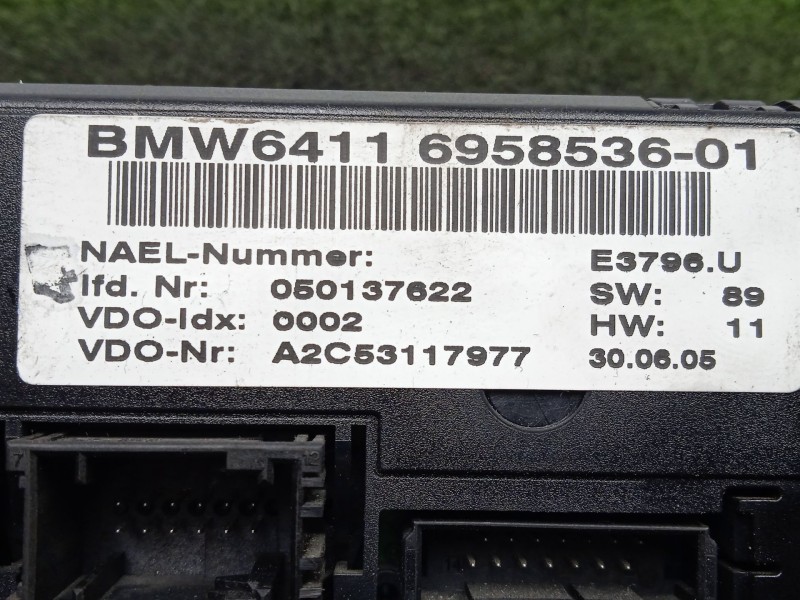 BMW6411 6958536-01
NAEL-Nummer: E3796.U
lfd. Nr: 050137622 SW: 89
VDO-Idx: 0002 HW: 11
VDO-Nr: A2C53117977 30.06.05